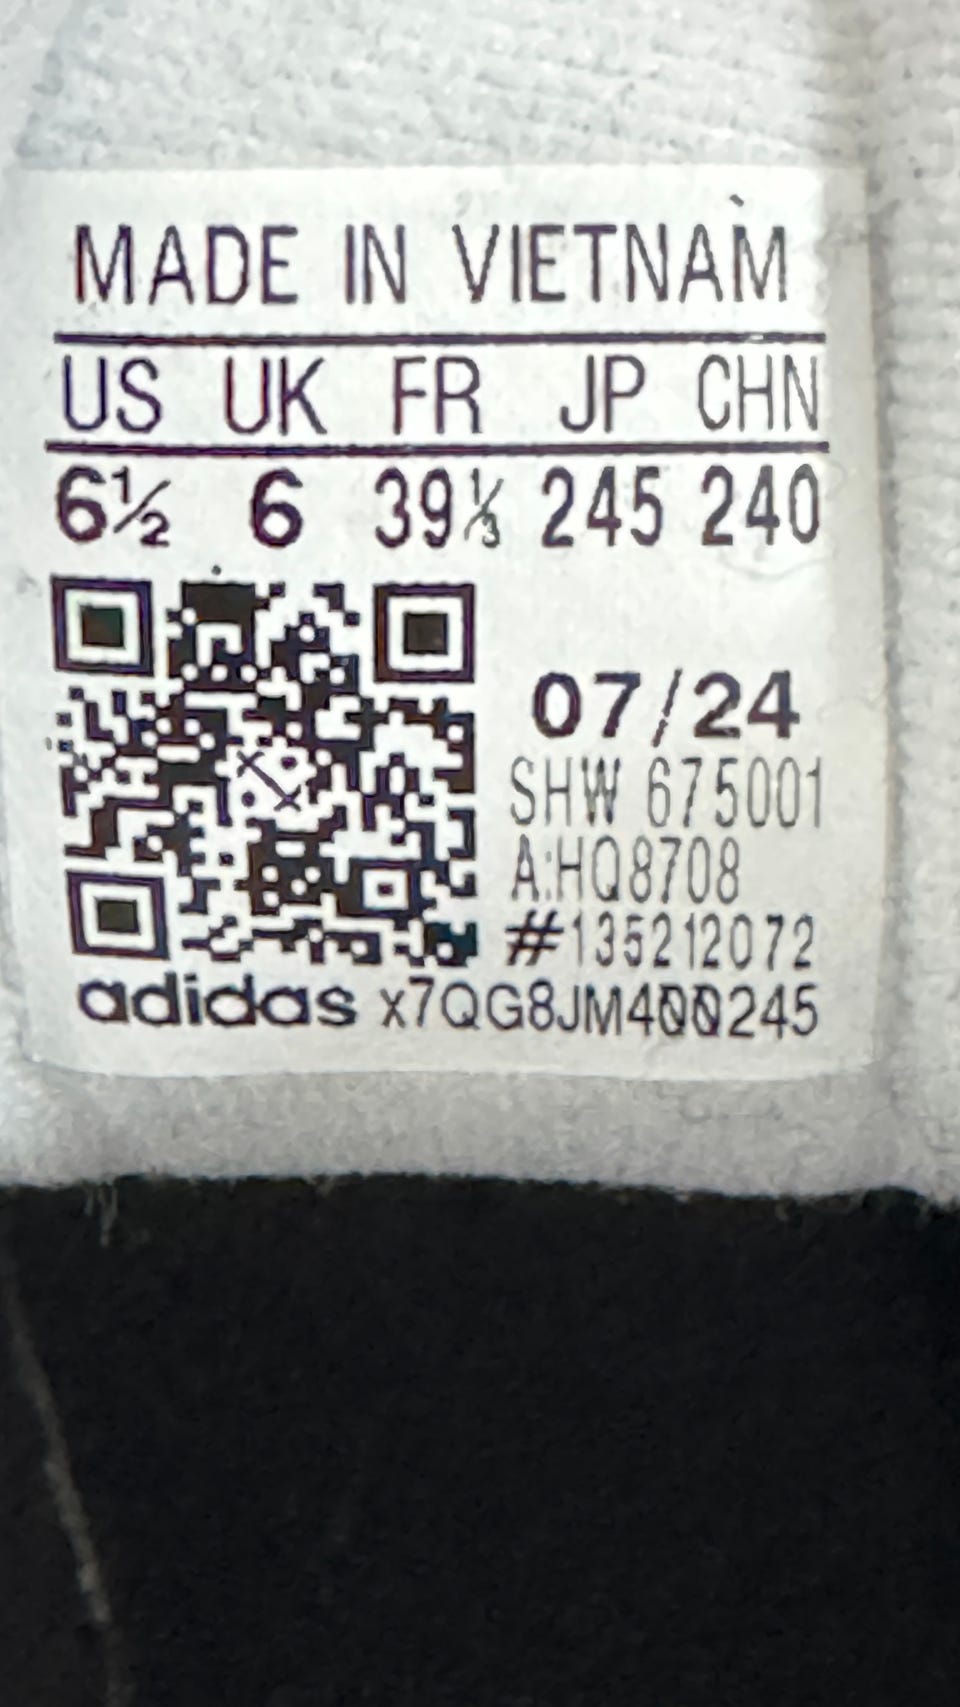 MADE IN VIETNAM
US UK FR JP CHN
6½ 6 39⅓ 245 240
07/24
SHW 675001
A:HQ8708
#135212072
adidas x7QG8JM400245